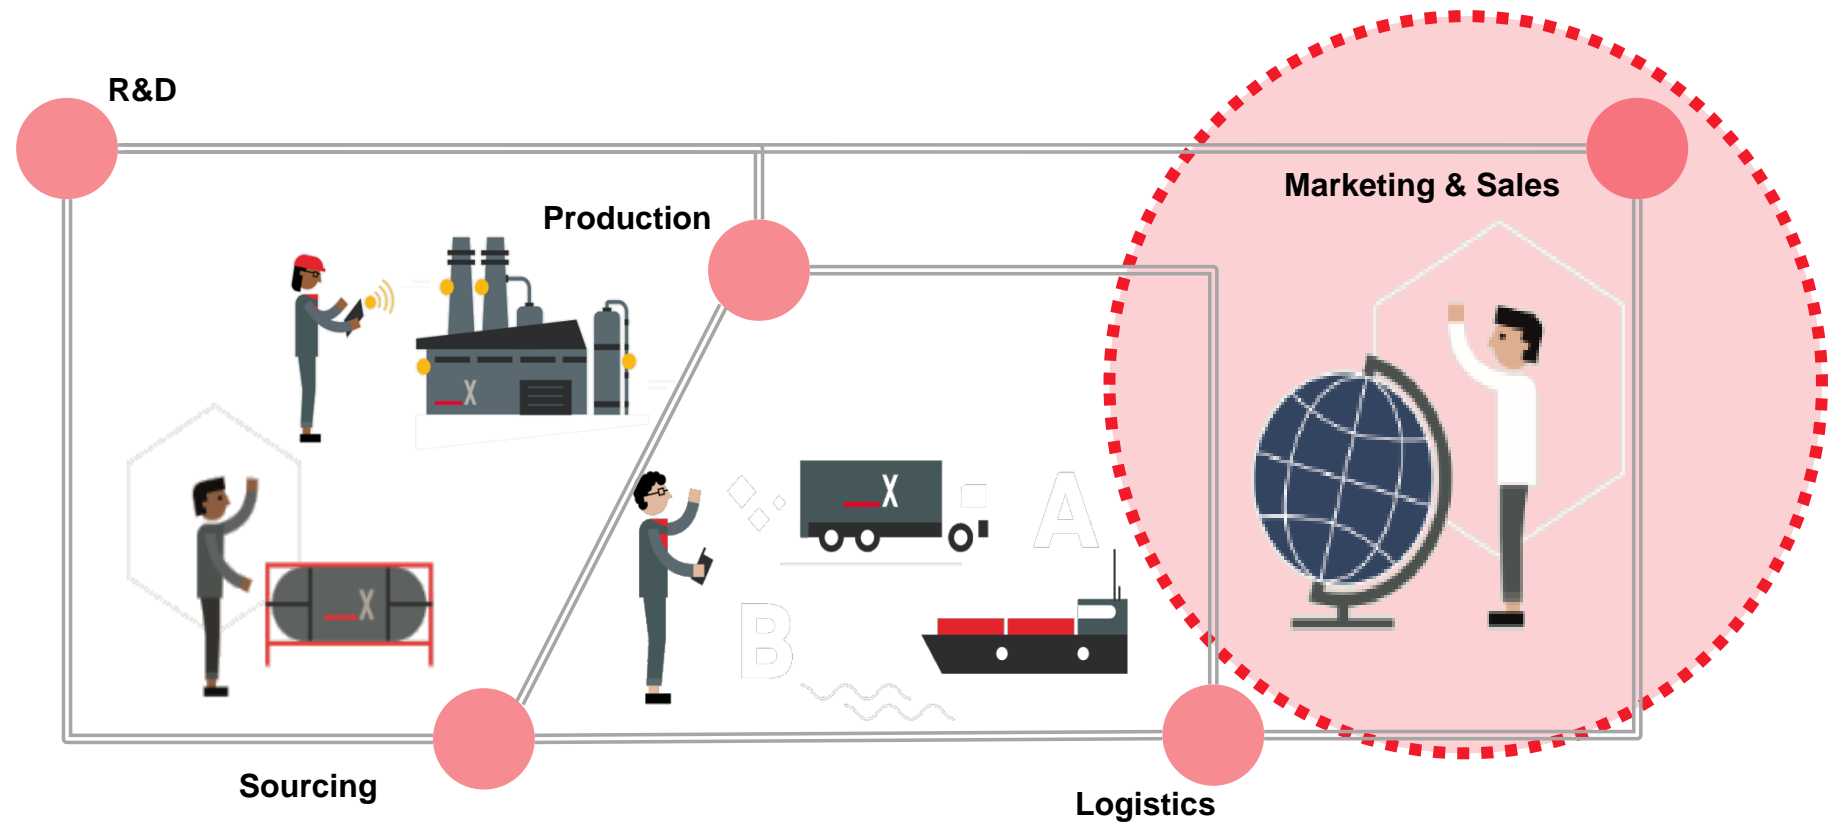 R&D
Marketing & Sales
Production
X
X
A
X
B
Sourcing
Logistics